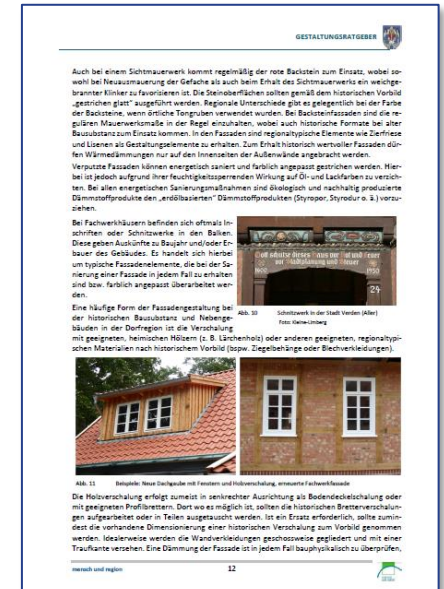 GESTALTUNGSRATGEBER
Auch bei einem Sichtmauerwerk kommt regelmäßig der rote Backstein zum Einsatz, wobei so-
wohl bei Neuausmauerung der Gefache als auch beim Erhalt des Sichtmauerwerks ein weichge-
brannter Klinker zu favorisieren ist. Die Steinoberflächen sollten gemäß dem historischen Vorbild
„gestrichen glatt" ausgeführt werden. Regionale Unterschiede gibt es gelegentlich bei der Farbe
der Backsteine, wenn örtliche Tongruben verwendet wurden. Bei Backsteinfassaden sind die re-
gulären Mauerwerksmaße in der Regel einzuhalten, wobei auch historische Formate bei alter
Bausubstanz zum Einsatz kommen. In den Fassaden sind regionaltypische Elemente wie Zierfriese
und Lisenen als Gestaltungselemente zu erhalten. Zum Erhalt historisch wertvoller Fassaden dür-
fen Wärmedämmungen nur auf den Innenseiten der Außenwände angebracht werden.
Verputzte Fassaden können energetisch saniert und farblich angepasst gestrichen werden. Hier-
bei ist jedoch aufgrund ihrer feuchtigkeitssperrenden Wirkung auf Öl- und Lackfarben zu verzich-
ten. Bei allen energetischen Sanierungsmaßnahmen sind ökologisch und nachhaltig produzierte
Dämmstoffprodukte den „erdölbasierten" Dämmstoffprodukten (Styropor, Styrodur o. ä.) vorzu-
ziehen.
Bei Fachwerkhäusern befinden sich oftmals In-
schriften oder Schnitzwerke in den Balken.
Diese geben Auskünfte zu Baujahr und/oder Er-
bauer des Gebäudes. Es handelt sich hierbei
um typische Fassadenelemente, die bei der Sa-
nierung einer Fassade in jedem Fall zu erhalten
sind bzw. farblich angepasst überarbeitet wer-
den.
Gott schütze dieses Haus vor Not und Feuer
vor Stadtplanung und Steuer
24
Abb. 10 Schnitzwerk in der Stadt Verden (Aller)
Foto: Kleine-Limberg
Eine häufige Form der Fassadengestaltung bei
der historischen Bausubstanz und Nebenge-
bäuden in der Dorfregion ist die Verschalung
mit geeigneten, heimischen Hölzern (z. B. Lärchenholz) oder anderen geeigneten, regionaltypi-
schen Materialien nach historischem Vorbild (bspw. Ziegelbehänge oder Blechverkleidungen).
Abb. 11 Beispiele: Neue Dachgaube mit Fenstern und Holzverschalung, erneuerte Fachwerkfassade
Die Holzverschalung erfolgt zumeist in senkrechter Ausrichtung als Bodendeckelschalung oder
mit geeigneten Profilbrettern. Dort wo es möglich ist, sollten die historischen Bretterverschalun-
gen aufgearbeitet oder in Teilen ausgetauscht werden. Ist ein Ersatz erforderlich, sollte zumin-
dest die vorhandene Dimensionierung einer historischen Verschalung zum Vorbild genommen
werden. Idealerweise werden die Wandverkleidungen geschossweise gegliedert und mit einer
Traufkante versehen. Eine Dämmung der Fassade ist in jedem Fall bauphysikalisch zu überprüfen,
mensch und region 12